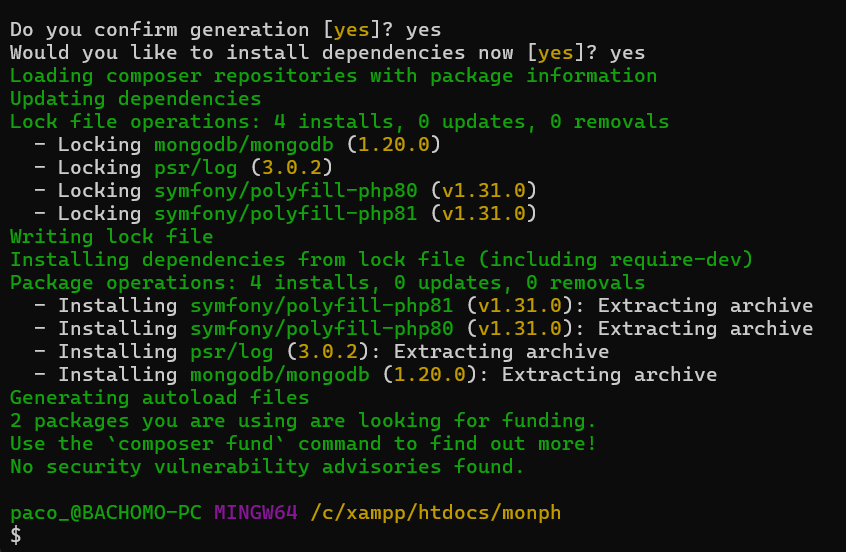 Do you confirm generation [yes]? yes
Would you like to install dependencies now [yes]? yes
Loading composer repositories with package information
Updating dependencies
Lock file operations: 4 installs, 0 updates, 0 removals
  - Locking mongodb/mongodb (1.20.0)
  - Locking psr/log (3.0.2)
  - Locking symfony/polyfill-php80 (v1.31.0)
  - Locking symfony/polyfill-php81 (v1.31.0)
Writing lock file
Installing dependencies from lock file (including require-dev)
Package operations: 4 installs, 0 updates, 0 removals
  - Installing symfony/polyfill-php81 (v1.31.0): Extracting archive
  - Installing symfony/polyfill-php80 (v1.31.0): Extracting archive
  - Installing psr/log (3.0.2): Extracting archive
  - Installing mongodb/mongodb (1.20.0): Extracting archive
Generating autoload files
2 packages you are using are looking for funding.
Use the `composer fund` command to find out more!
No security vulnerability advisories found.

paco_@BACHOMO-PC MINGW64 /c/xampp/htdocs/monph
$